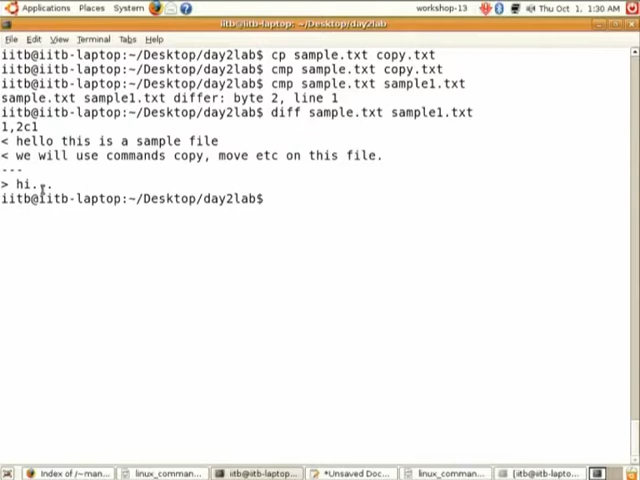 Applications Places System workshop-13 Thu Oct 1, 1:30 AM
iitb@iitb-laptop: ~/Desktop/day2lab
File Edit View Terminal Tabs Help
iitb@iitb-laptop:~/Desktop/day2lab$ cp sample.txt copy.txt
iitb@iitb-laptop:~/Desktop/day2lab$ cmp sample.txt copy.txt
iitb@iitb-laptop:~/Desktop/day2lab$ cmp sample.txt sample1.txt
sample.txt sample1.txt differ: byte 2, line 1
iitb@iitb-laptop:~/Desktop/day2lab$ diff sample.txt sample1.txt
1,2c1
< hello this is a sample file
< we will use commands copy, move etc on this file.
---
> hi...
iitb@iitb-laptop:~/Desktop/day2lab$
Index of /~man... linux_comman... iitb@iitb-laptop... *Unsaved Doc... linux_comman... [iitb@iitb-lapto...